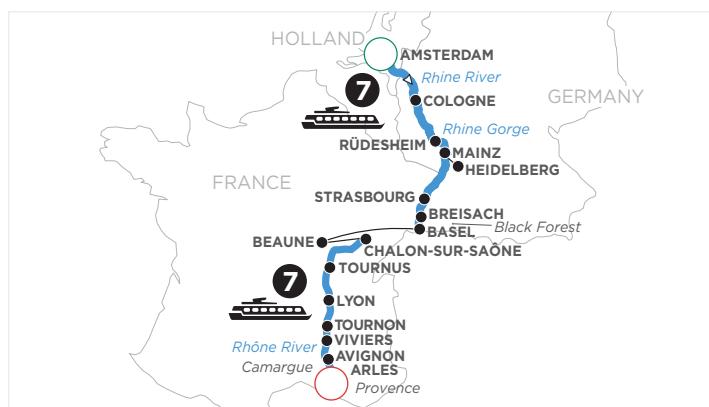 HOLLAND
AMSTERDAM
Rhine River
7
COLOGNE
GERMANY
Rhine Gorge
RÜDESHEIM
MAINZ
HEIDELBERG
FRANCE
STRASBOURG
BREISACH
BASEL
Black Forest
BEAUNE
CHALON-SUR-SAÔNE
TOURNUS
7
LYON
TOURNON
VIVIERS
Rhône River
AVIGNON
Camargue
ARLES
Provence